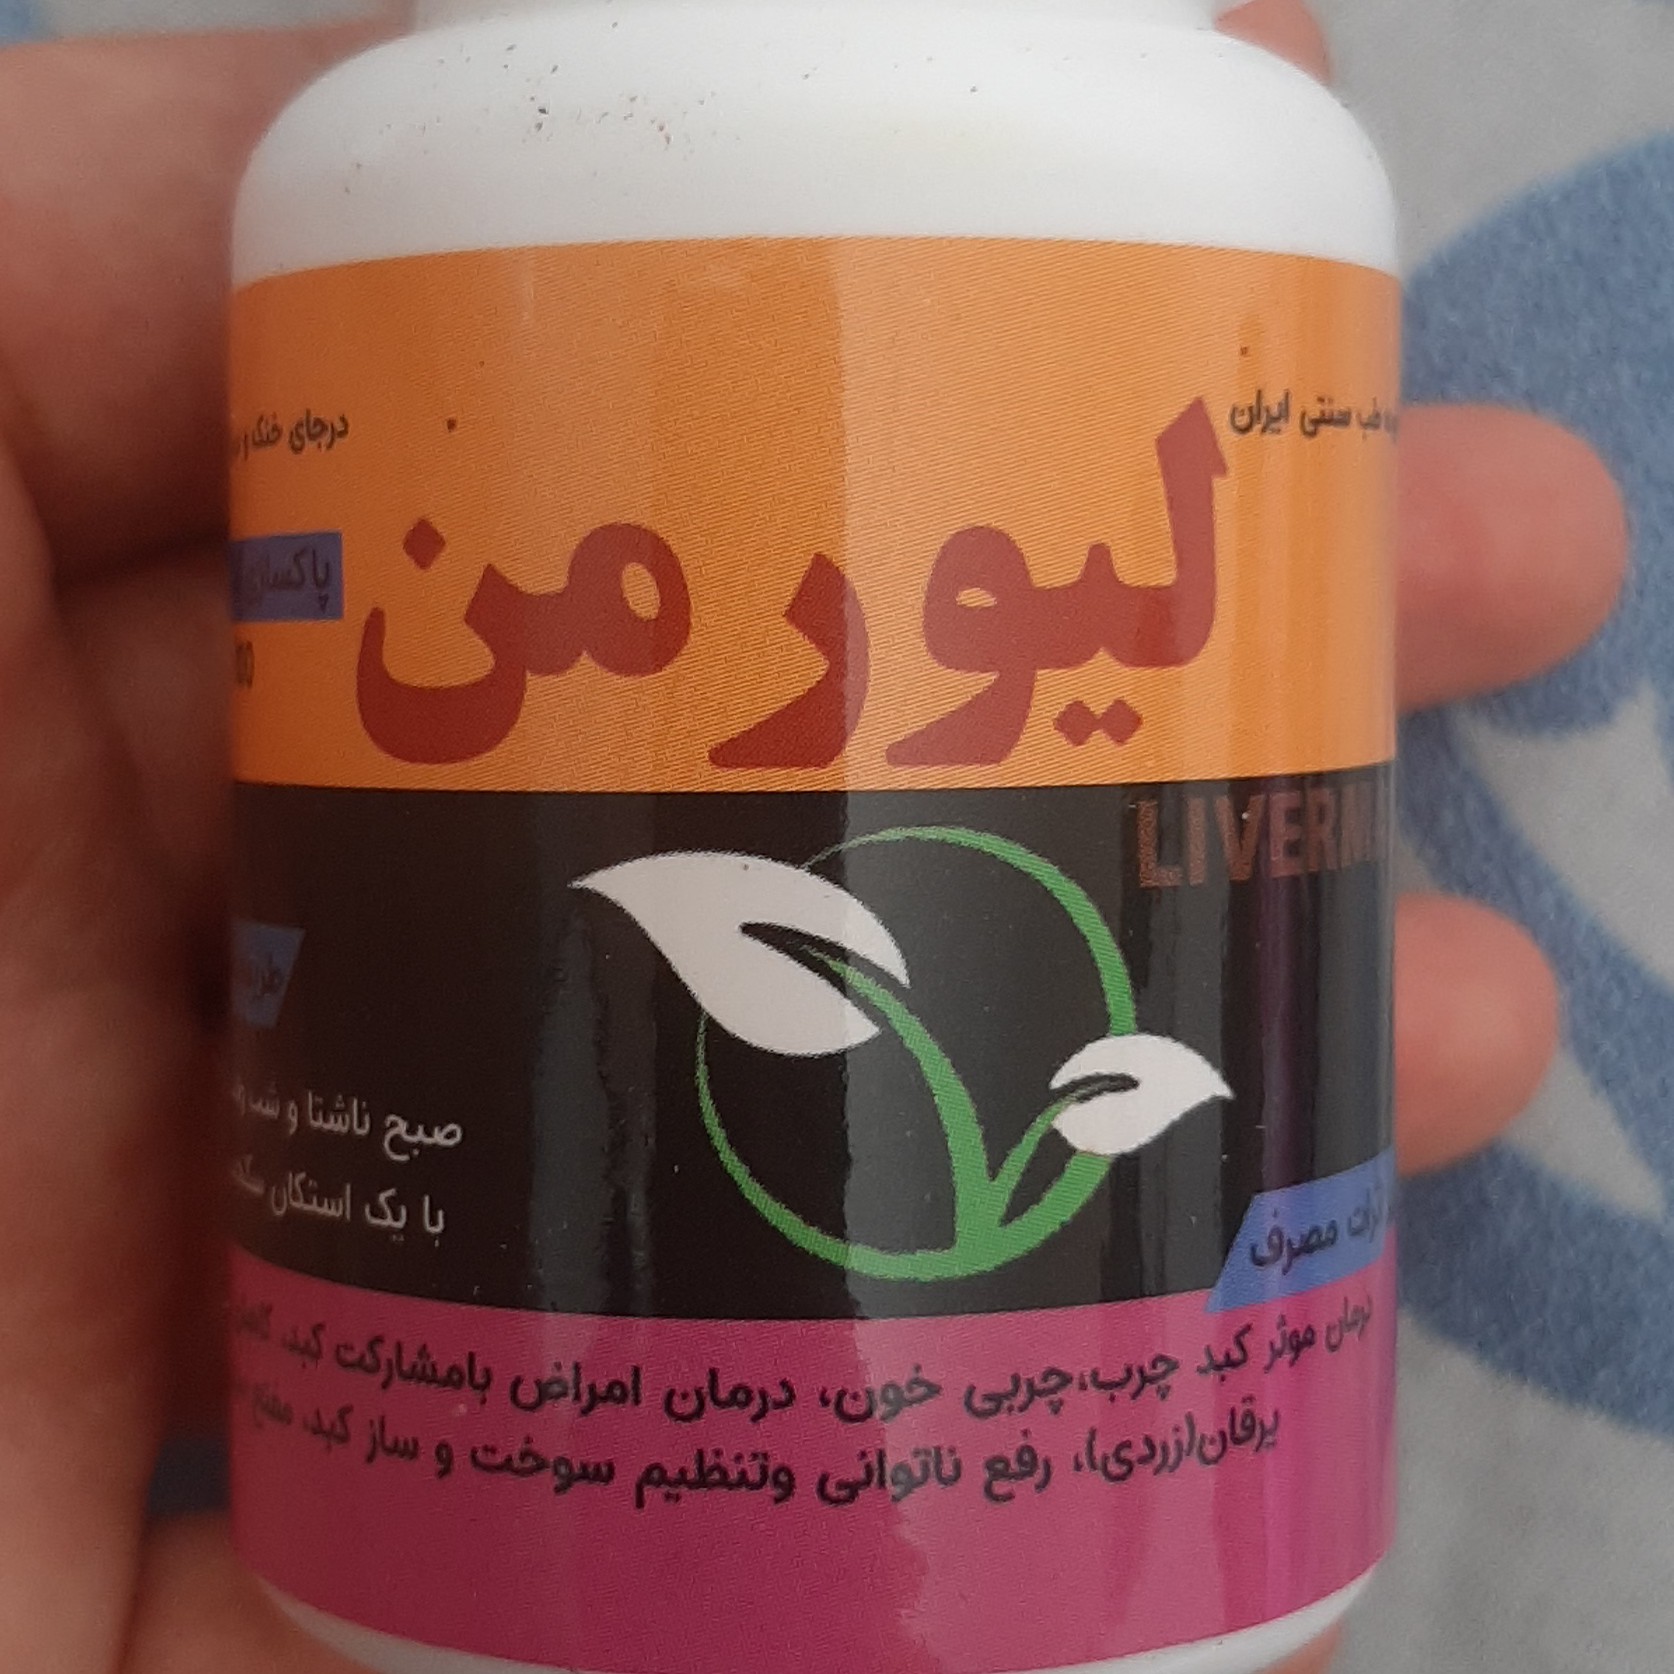 طب سنتی ایران
درجای خنک و
لیورمن
پاکسازی
LIVERM
صبح ناشتا و شب
با یک استکان
مصرف
درمان موثر کبد چرب،چربی خون، درمان امراض بامشارکت کبد،
یرقان(زردی)، رفع ناتوانی وتنظیم سوخت و ساز کبد،